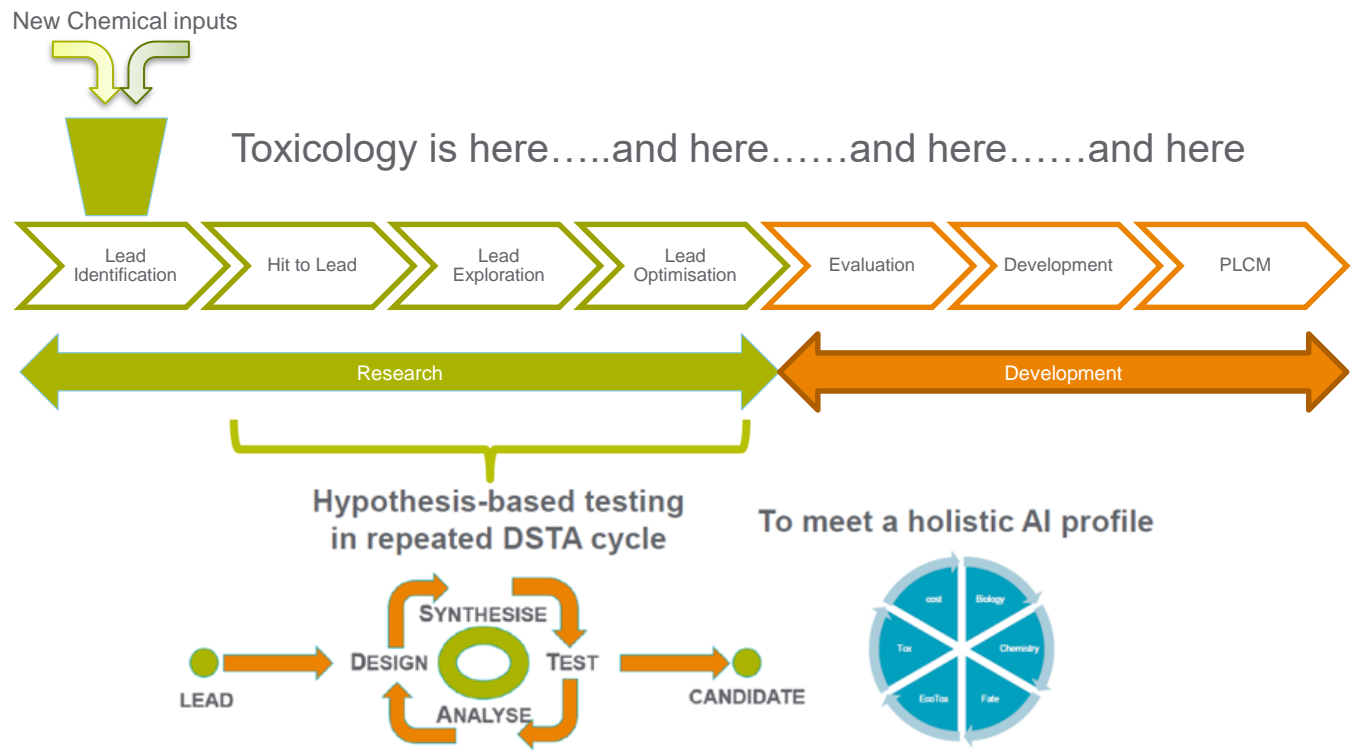 New Chemical inputs
Toxicology is here…..and here……and here……and here
Lead
Identification
Hit to Lead
Lead
Exploration
Lead
Optimisation
Evaluation
Development
PLCM
Research
Development
Hypothesis-based testing
in repeated DSTA cycle
To meet a holistic AI profile
SYNTHESISE
DESIGN
TEST
ANALYSE
LEAD
CANDIDATE
cost
Biology
Tox
Chemistry
EcoTox
Fate